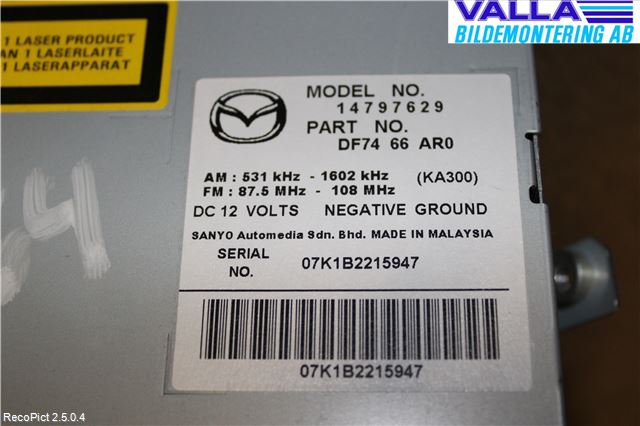 VALLA
BILDEMONTERING AB
1 LASER PRODUCT
AN 1 LASERLAITE
1 LASERAPPARAT
MODEL NO.
14797629
PART NO.
DF74 66 AR0
AM : 531 kHz - 1602 kHz (KA300)
FM : 87.5 MHz - 108 MHz
DC 12 VOLTS NEGATIVE GROUND
SANYO Automedia Sdn. Bhd. MADE IN MALAYSIA
SERIAL
NO. 07K1B2215947
07K1B2215947
RecoPict 2.5.0.4